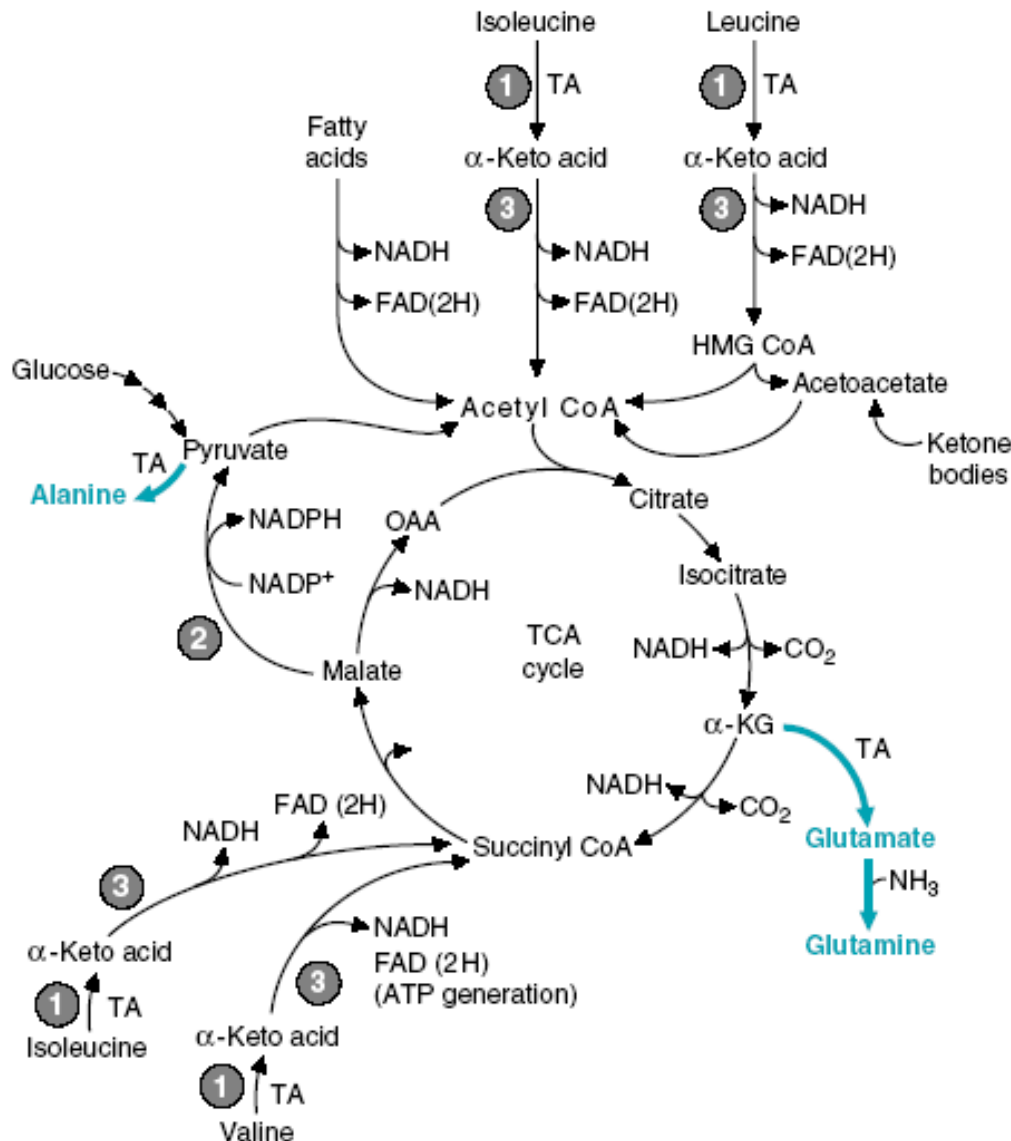 Isoleucine
Leucine
1 TA
1 TA
Fatty
acids
α-Keto acid
α-Keto acid
3
3
NADH
NADH
NADH
FAD(2H)
FAD(2H)
FAD(2H)
HMG CoA
Glucose
Acetoacetate
Acetyl CoA
Pyruvate
TA
Ketone
bodies
Alanine
Citrate
OAA
NADPH
Isocitrate
NADP⁺
NADH
2
TCA
cycle
NADH
CO₂
Malate
α-KG
TA
NADH
CO₂
FAD (2H)
NADH
Glutamate
Succinyl CoA
3
NH₃
NADH
α-Keto acid
Glutamine
3
FAD (2H)
(ATP generation)
1 TA
α-Keto acid
Isoleucine
1 TA
Valine